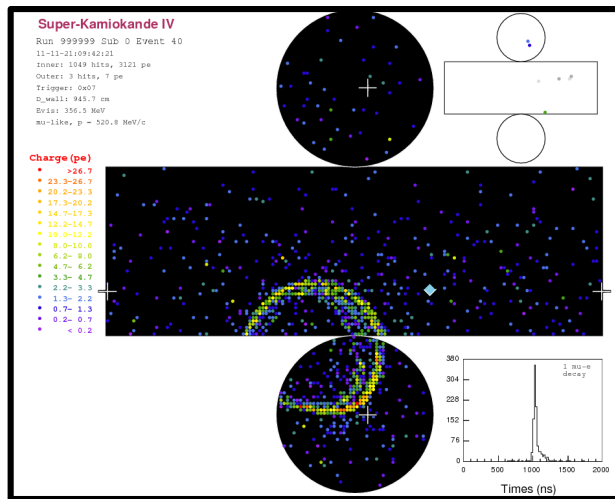 Super-Kamiokande IV
Run 999999 Sub 0 Event 40
11-11-21:09:42:21
Inner: 1049 hits, 3121 pe
Outer: 3 hits, 7 pe
Trigger: 0x07
D_wall: 945.7 cm
Evis: 356.5 MeV
mu-like, p = 520.8 MeV/c
Charge(pe)
>26.7
23.3-26.7
20.2-23.3
17.3-20.2
14.7-17.3
12.2-14.7
10.0-12.2
8.0-10.0
6.2- 8.0
4.7- 6.2
3.3- 4.7
2.2- 3.3
1.3- 2.2
0.7- 1.3
0.2- 0.7
< 0.2
1 mu-e
decay
380
304
228
152
76
0
0 500 1000 1500 2000
Times (ns)